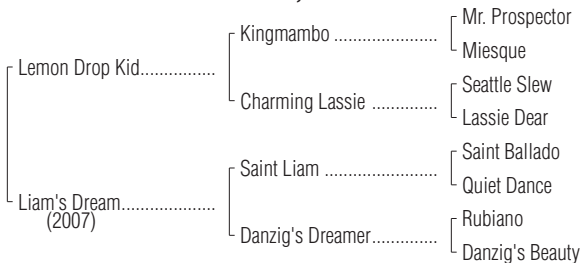 Mr. Prospector
Kingmambo ........................
Miesque
Lemon Drop Kid................
Seattle Slew
Charming Lassie ...............
Lassie Dear
Saint Ballado
Saint Liam ..........................
Quiet Dance
Liam's Dream....................
(2007)
Rubiano
Danzig's Dreamer...............
Danzig's Beauty